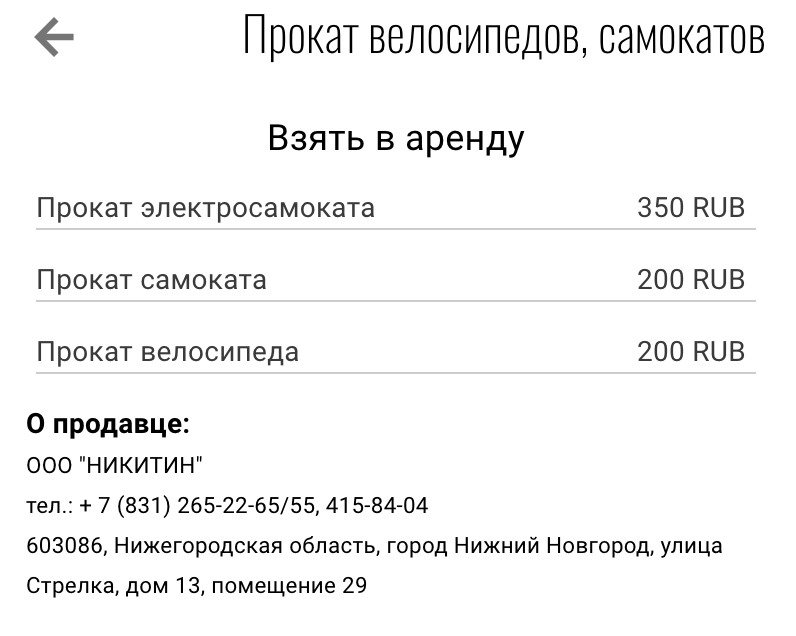 Прокат велосипедов, самокатов
Взять в аренду
Прокат электросамоката 350 RUB
Прокат самоката 200 RUB
Прокат велосипеда 200 RUB
О продавце:
ООО "НИКИТИН"
тел.: + 7 (831) 265-22-65/55, 415-84-04
603086, Нижегородская область, город Нижний Новгород, улица
Стрелка, дом 13, помещение 29